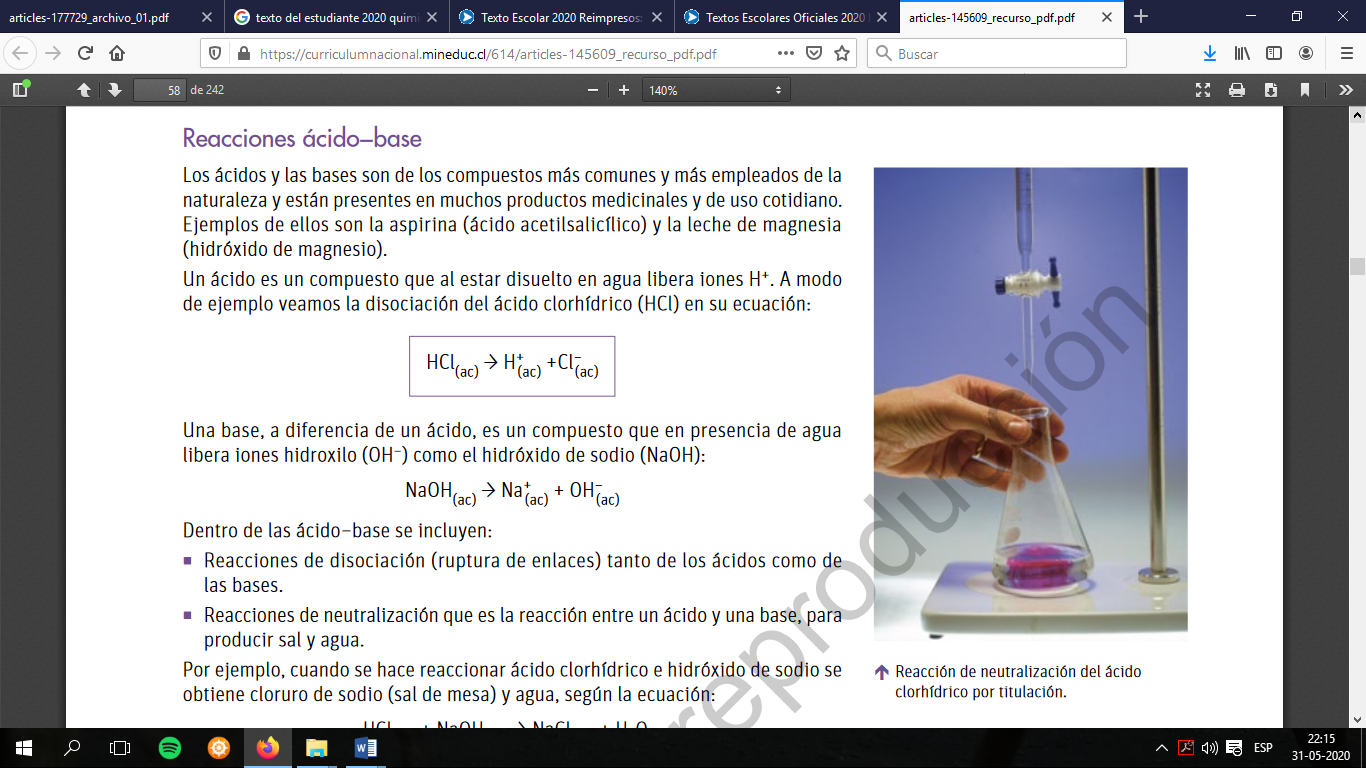 articles-177729_archivo_01.pdf
texto del estudiante 2020 quimi
Texto Escolar 2020 Reimpresos:
Textos Escolares Oficiales 2020
articles-145609_recurso_pdf.pdf
https://curriculumnacional.mineduc.cl/614/articles-145609_recurso_pdf.pdf
Buscar
58 de 242
140%
Reacciones ácido–base
Los ácidos y las bases son de los compuestos más comunes y más empleados de la
naturaleza y están presentes en muchos productos medicinales y de uso cotidiano.
Ejemplos de ellos son la aspirina (ácido acetilsalicílico) y la leche de magnesia
(hidróxido de magnesio).
Un ácido es un compuesto que al estar disuelto en agua libera iones H⁺. A modo
de ejemplo veamos la disociación del ácido clorhídrico (HCl) en su ecuación:
HCl(ac) → H⁺(ac) +Cl⁻(ac)
Una base, a diferencia de un ácido, es un compuesto que en presencia de agua
libera iones hidroxilo (OH⁻) como el hidróxido de sodio (NaOH):
NaOH(ac) → Na⁺(ac) + OH⁻(ac)
Dentro de las ácido–base se incluyen:
▪ Reacciones de disociación (ruptura de enlaces) tanto de los ácidos como de
las bases.
▪ Reacciones de neutralización que es la reacción entre un ácido y una base, para
producir sal y agua.
Por ejemplo, cuando se hace reaccionar ácido clorhídrico e hidróxido de sodio se
obtiene cloruro de sodio (sal de mesa) y agua, según la ecuación:
Reacción de neutralización del ácido
clorhídrico por titulación.
reproducción
ESP
22:15
31-05-2020